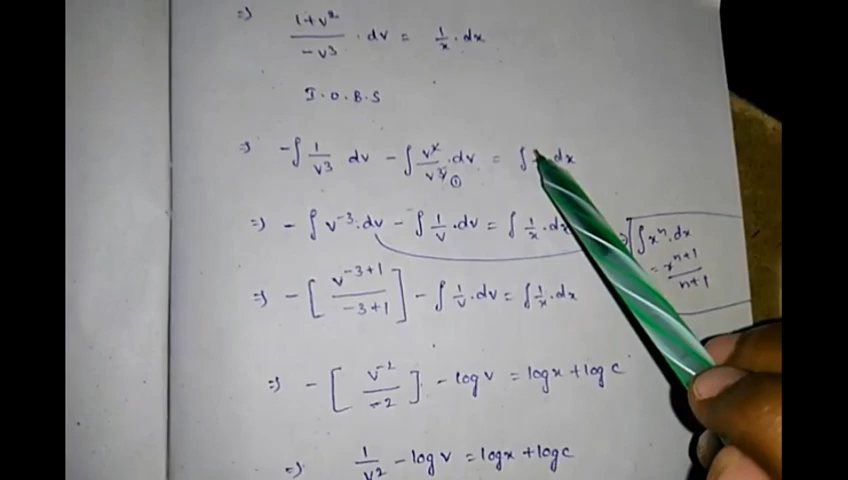 ⇒ (1+v²)/(-v³) . dv = 1/x . dx
I.O.B.S
⇒ -∫ 1/v³ dv - ∫ v²/v³ . dv = ∫ dx
⇒ -∫ v⁻³ . dv - ∫ 1/v . dv = ∫ 1/x . dx
⇒ ∫ xⁿ . dx
= xⁿ⁺¹/(n+1)
⇒ -[ v⁻³⁺¹/(-3+1) ] - ∫ 1/v . dv = ∫ 1/x . dx
⇒ -[ v⁻²/(-2) ] - log v = log x + log c
⇒ 1/v² - log v = log x + log c